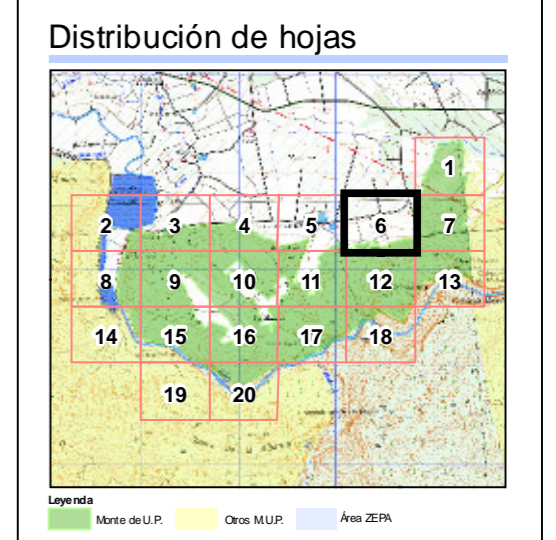 Distribución de hojas
1
2 3 4 5 6 7
8 9 10 11 12 13
14 15 16 17 18
19 20
Leyenda
Monte de U.P. Otros M.U.P. Área ZEPA